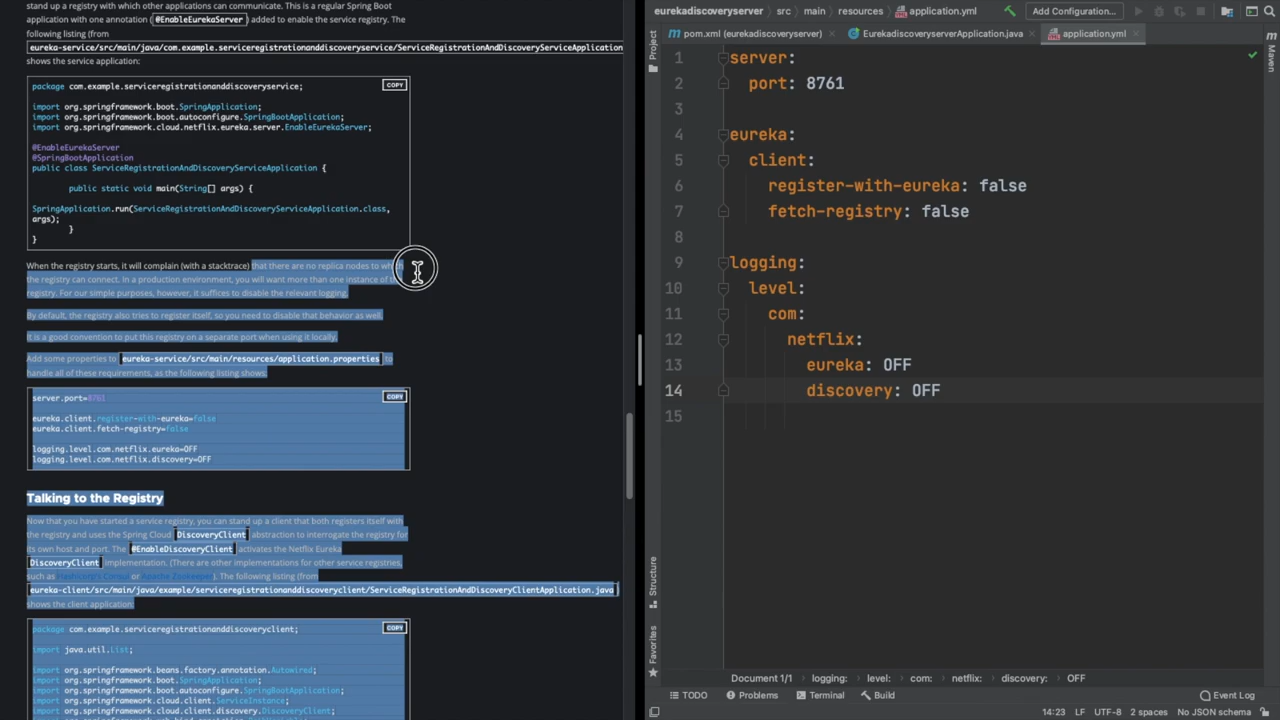 stand up a registry with which other applications can communicate. This is a regular Spring Boot
application with one annotation (@EnableEurekaServer) added to enable the service registry. The
following listing (from
eureka-service/src/main/java/com.example.serviceregistrationanddiscoveryservice/ServiceRegistrationAndDiscoveryServiceApplication
shows the service application:
package com.example.serviceregistrationanddiscoveryservice;
COPY
import org.springframework.boot.SpringApplication;
import org.springframework.boot.autoconfigure.SpringBootApplication;
import org.springframework.cloud.netflix.eureka.server.EnableEurekaServer;
@EnableEurekaServer
@SpringBootApplication
public class ServiceRegistrationAndDiscoveryServiceApplication {
public static void main(String[] args) {
SpringApplication.run(ServiceRegistrationAndDiscoveryServiceApplication.class,
args);
}
}
When the registry starts, it will complain (with a stacktrace) that there are no replica nodes to
the registry can connect. In a production environment, you will want more than one instance of
registry. For our simple purposes, however, it suffices to disable the relevant logging.
By default, the registry also tries to register itself, so you need to disable that behavior as well.
It is a good convention to put this registry on a separate port when using it locally.
Add some properties to eureka-service/src/main/resources/application.properties to
handle all of these requirements, as the following listing shows:
server.port=8761
COPY
eureka.client.register-with-eureka=false
eureka.client.fetch-registry=false
logging.level.com.netflix.eureka=OFF
logging.level.com.netflix.discovery=OFF
Talking to the Registry
Now that you have started a service registry, you can stand up a client that both registers itself with
the registry and uses the Spring Cloud DiscoveryClient abstraction to interrogate the registry for
its own host and port. The @EnableDiscoveryClient activates the Netflix Eureka
DiscoveryClient implementation. (There are other implementations for other service registries,
such as Hashicorp's Consul or Apache Zookeeper). The following listing (from
eureka-client/src/main/java/example/serviceregistrationanddiscoveryclient/ServiceRegistrationAndDiscoveryClientApplication.java)
shows the client application:
package com.example.serviceregistrationanddiscoveryclient;
COPY
import java.util.List;
import org.springframework.beans.factory.annotation.Autowired;
import org.springframework.boot.SpringApplication;
import org.springframework.boot.autoconfigure.SpringBootApplication;
import org.springframework.cloud.client.ServiceInstance;
import org.springframework.cloud.client.discovery.DiscoveryClient;
eurekadiscoveryserver src main resources application.yml Add Configuration...
pom.xml (eurekadiscoveryserver) EurekadiscoveryserverApplication.java application.yml
Project
Maven
1 server:
2 port: 8761
3
4 eureka:
5 client:
6 register-with-eureka: false
7 fetch-registry: false
8
9 logging:
10 level:
11 com:
12 netflix:
13 eureka: OFF
14 discovery: OFF
15
Structure
Favorites
Document 1/1 logging: level: com: netflix: discovery: OFF
TODO Problems Terminal Build Event Log
14:23 LF UTF-8 2 spaces No JSON schema